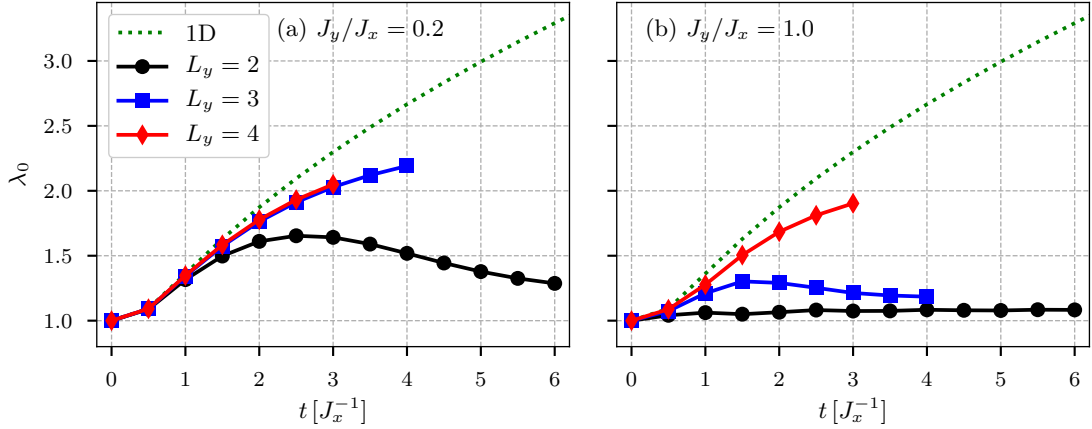 (a) $J_y/J_x = 0.2$
1D
$L_y = 2$
$L_y = 3$
$L_y = 4$
$\lambda_0$
3.0
2.5
2.0
1.5
1.0
0 1 2 3 4 5 6
$t\,[J_x^{-1}]$
(b) $J_y/J_x = 1.0$
0 1 2 3 4 5 6
$t\,[J_x^{-1}]$